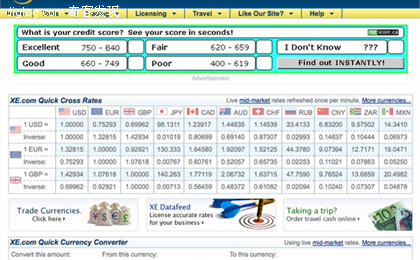 Licensing Travel Like Our Site? Help
What is your credit score? See your score in seconds!
Excellent 750 - 840 Fair 620 - 659 I Don't Know ???
Good 660 - 749 Poor 400 - 619 Find out INSTANTLY!
Advertisement
XE.com Quick Cross Rates Live mid-market rates refreshed once per minute. More currencies...
USD EUR GBP JPY CAD AUD CHF RUB CNY ZAR MXN
1 USD = 1.00000 0.75293 0.69962 98.1311 1.23917 1.44635 1.14539 33.4133 6.83200 9.57502 14.3410
Inverse: 1.00000 1.32815 1.42934 0.01019 0.80699 0.69140 0.87307 0.02993 0.14637 0.10444 0.06973
1 EUR = 1.32815 1.00000 0.92921 130.333 1.64580 1.92097 1.52125 44.3780 9.07394 12.7171 19.0471
Inverse: 0.75293 1.00000 1.07618 0.00767 0.60761 0.52057 0.65735 0.02253 0.11021 0.07863 0.05250
1 GBP = 1.42934 1.07618 1.00000 140.263 1.77119 2.06732 1.63715 47.7590 9.76524 13.6859 20.4982
Inverse: 0.69962 0.92921 1.00000 0.00713 0.56459 0.48372 0.61082 0.02094 0.10240 0.07307 0.04878
Trade Currencies.
Click here ›
XE Datafeed
License accurate rates
for your business ›
Taking a trip?
Order travel cash online ›
XE.com Quick Currency Converter Using live mid-market rates. More currencies...
Convert this amount: From this currency: To this currency: